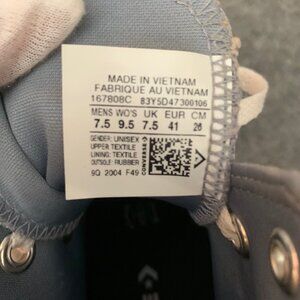 MADE IN VIETNAM
FABRIQUE AU VIETNAM
167808C 83Y5D47300106
MENS WO'S UK EUR CM
7.5 9.5 7.5 41 26
GENDER: UNISEX
UPPER: TEXTILE
LINING: TEXTILE
OUTSOLE: RUBBER
9Q 2004 F49
CONVERSE